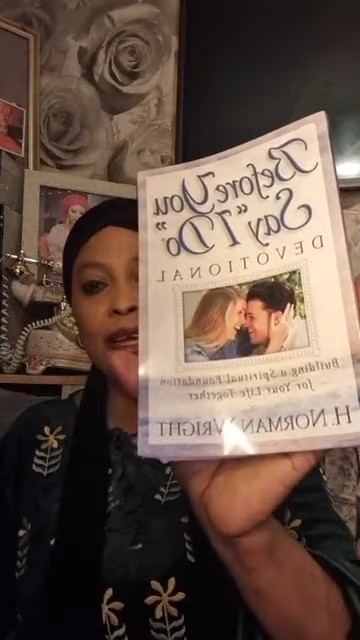 Before You
Say "I Do"
DEVOTIONAL
Building a Spiritual Foundation
for Your Life Together
H. NORMAN WRIGHT